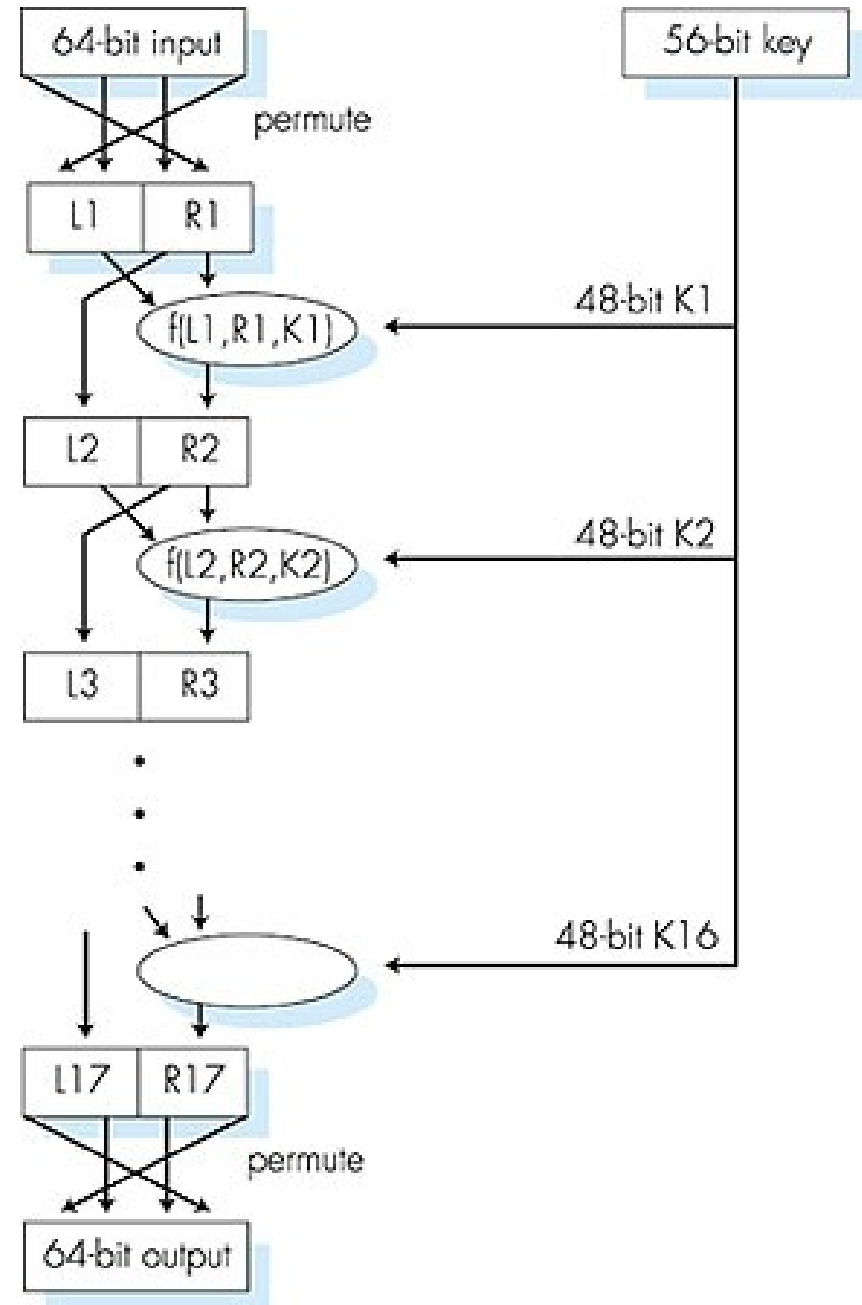 64-bit input
56-bit key
permute
L1 R1
48-bit K1
f(L1,R1,K1)
L2 R2
48-bit K2
f(L2,R2,K2)
L3 R3
48-bit K16
L17 R17
permute
64-bit output